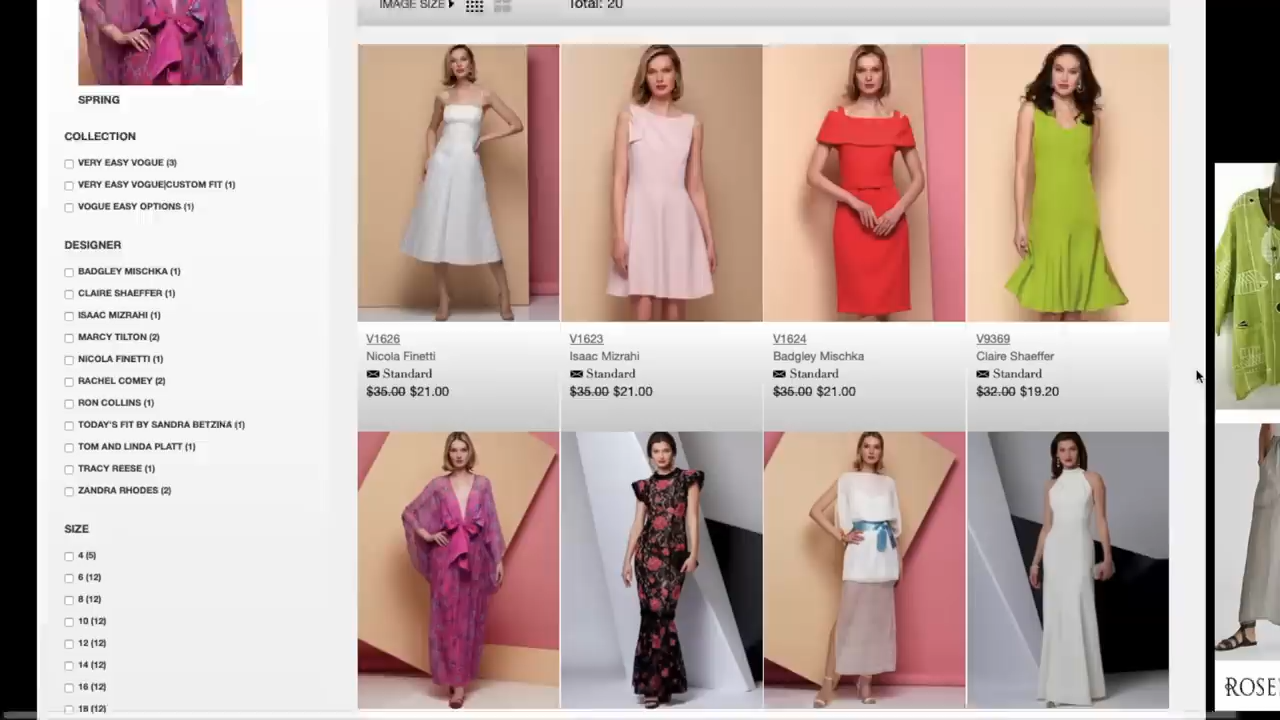 IMAGE SIZE
Total: 20
SPRING
COLLECTION
VERY EASY VOGUE (3)
VERY EASY VOGUE|CUSTOM FIT (1)
VOGUE EASY OPTIONS (1)
DESIGNER
BADGLEY MISCHKA (1)
CLAIRE SHAEFFER (1)
ISAAC MIZRAHI (1)
MARCY TILTON (2)
NICOLA FINETTI (1)
RACHEL COMEY (2)
RON COLLINS (1)
TODAY'S FIT BY SANDRA BETZINA (1)
TOM AND LINDA PLATT (1)
TRACY REESE (1)
ZANDRA RHODES (2)
SIZE
4 (5)
6 (12)
8 (12)
10 (12)
12 (12)
14 (12)
16 (12)
18 (12)
V1626
Nicola Finetti
Standard
$35.00 $21.00
V1623
Isaac Mizrahi
Standard
$35.00 $21.00
V1624
Badgley Mischka
Standard
$35.00 $21.00
V9369
Claire Shaeffer
Standard
$32.00 $19.20
ROSE